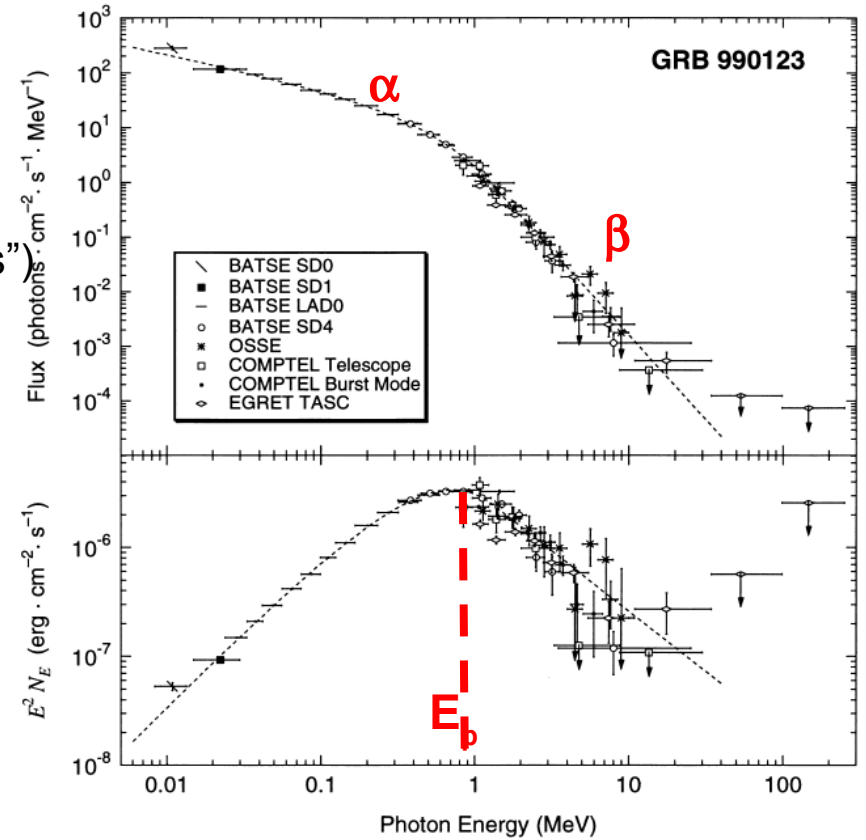 GRB 990123
α
β
s”)
Flux (photons · cm⁻² · s⁻¹ · MeV⁻¹)
10³
10²
10¹
10⁰
10⁻¹
10⁻²
10⁻³
10⁻⁴
BATSE SD0
BATSE SD1
BATSE LAD0
BATSE SD4
OSSE
COMPTEL Telescope
COMPTEL Burst Mode
EGRET TASC
E² N_E (erg · cm⁻² · s⁻¹)
10⁻⁶
10⁻⁷
10⁻⁸
E_p
0.01 0.1 1 10 100
Photon Energy (MeV)